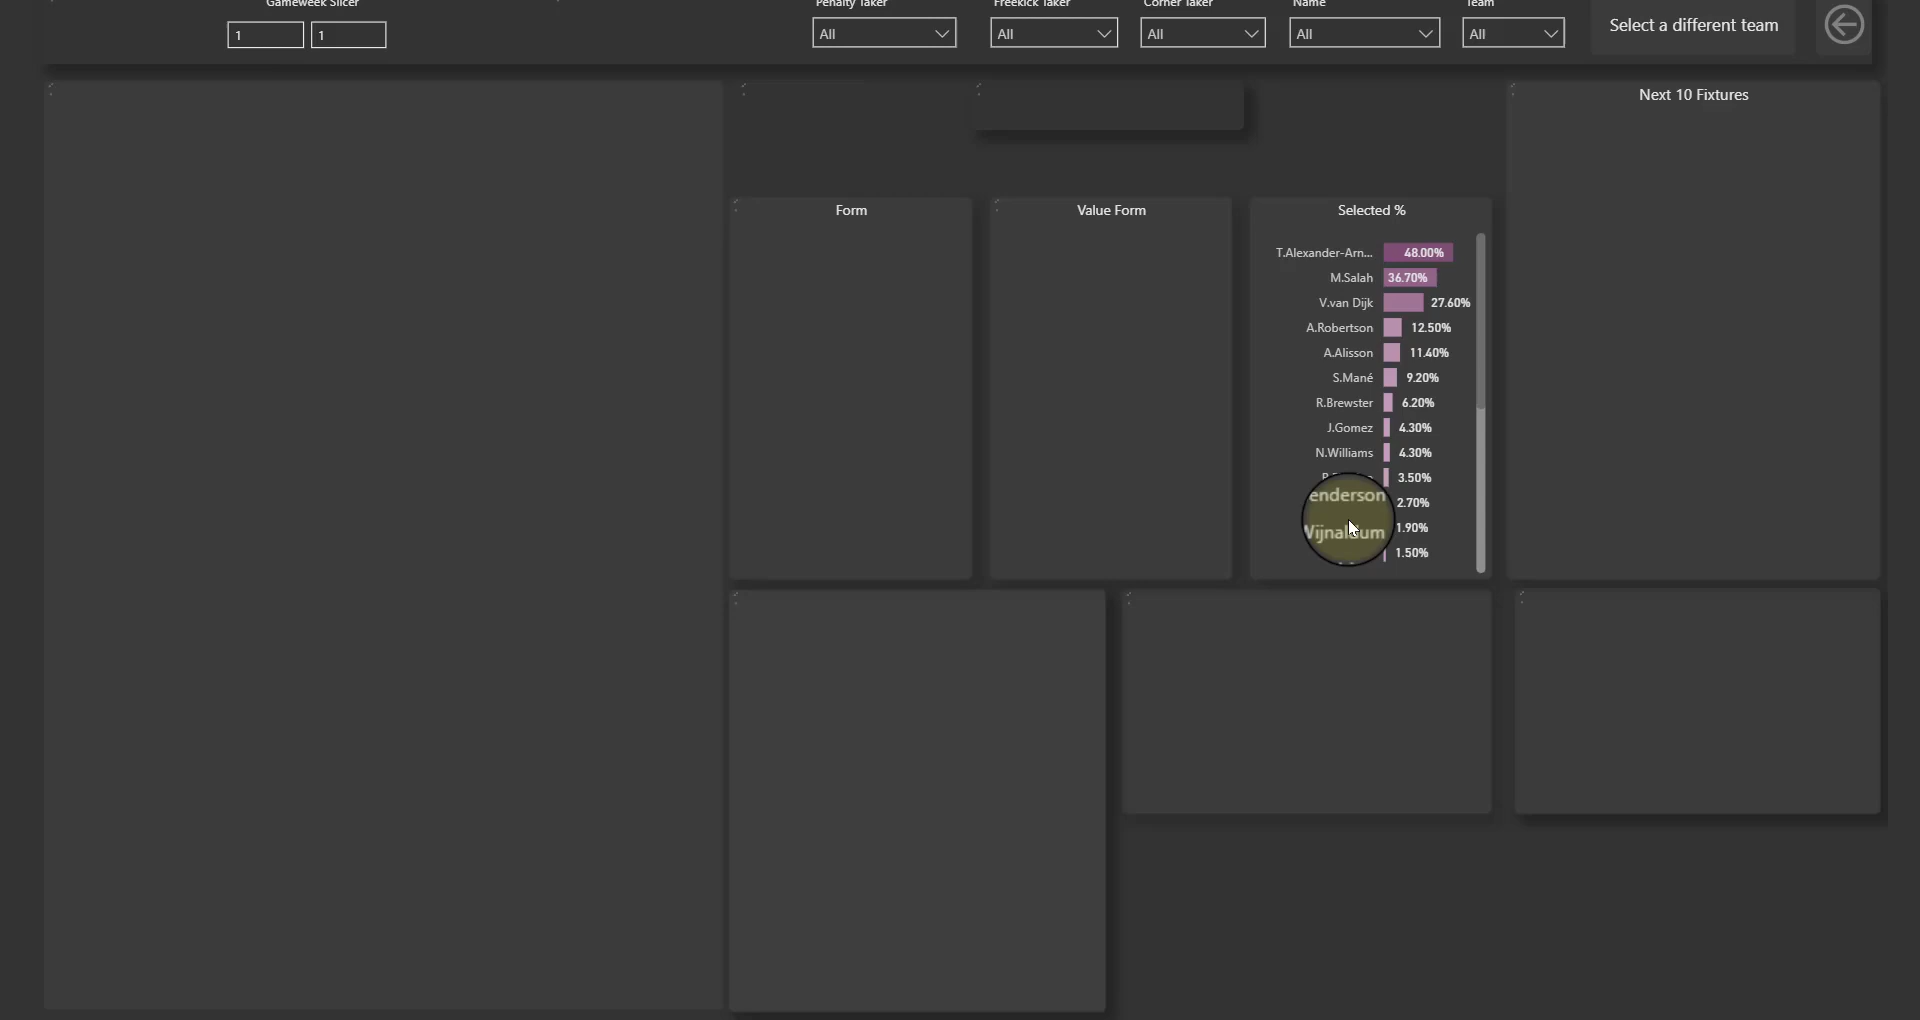 Gameweek Slicer
Penalty Taker
Freekick Taker
Corner Taker
Name
Team
1
1
All
All
All
All
All
Select a different team
Next 10 Fixtures
Form
Value Form
Selected %
T.Alexander-Arn... 48.00%
M.Salah 36.70%
V.van Dijk 27.60%
A.Robertson 12.50%
A.Alisson 11.40%
S.Mané 9.20%
R.Brewster 6.20%
J.Gomez 4.30%
N.Williams 4.30%
3.50%
enderson 2.70%
1.90%
1.50%